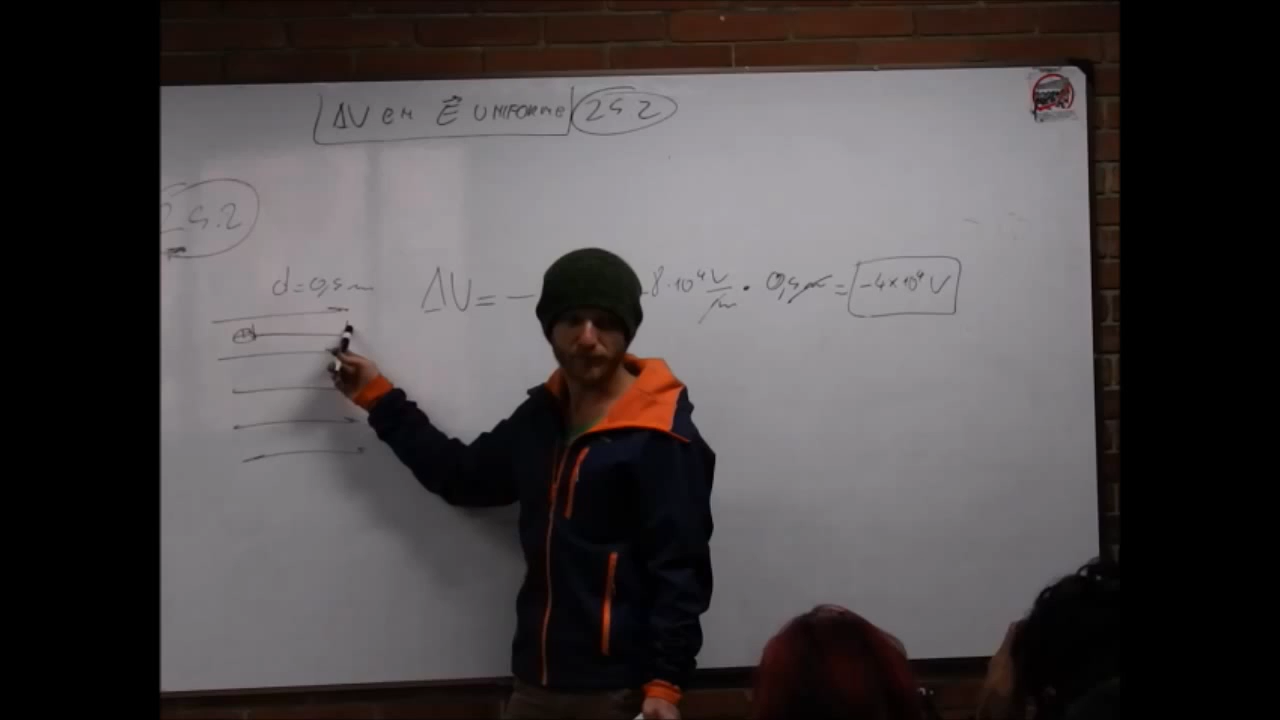 ΔV em E⃗ UNIFORME 25.2
25.2
d=0,5m
ΔV = - 8·10⁴ V/m · 0,5m = -4×10⁴ V